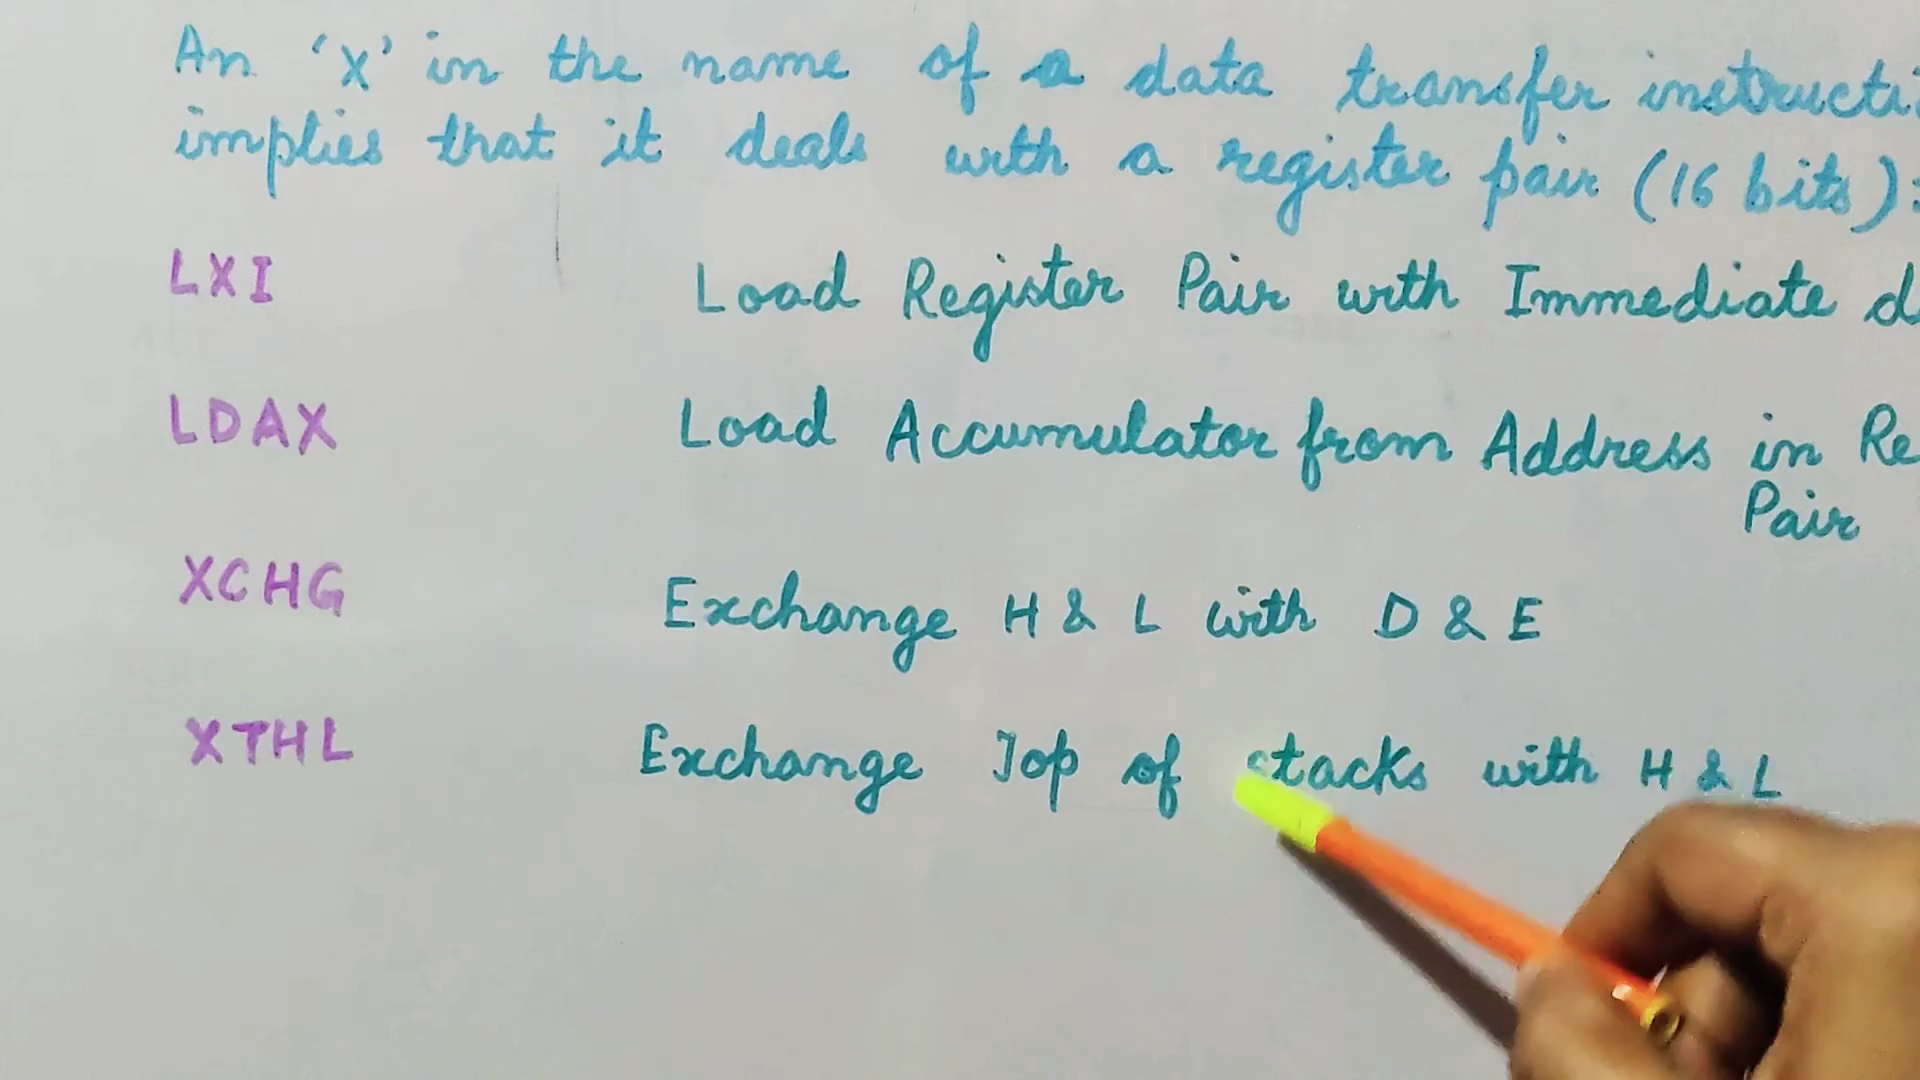 An 'X' in the name of a data transfer instructi
implies that it deals with a register pair (16 bits):
LXI Load Register Pair with Immediate d
LDAX Load Accumulator from Address in Re
Pair
XCHG Exchange H & L with D & E
XTHL Exchange Top of stacks with H & L